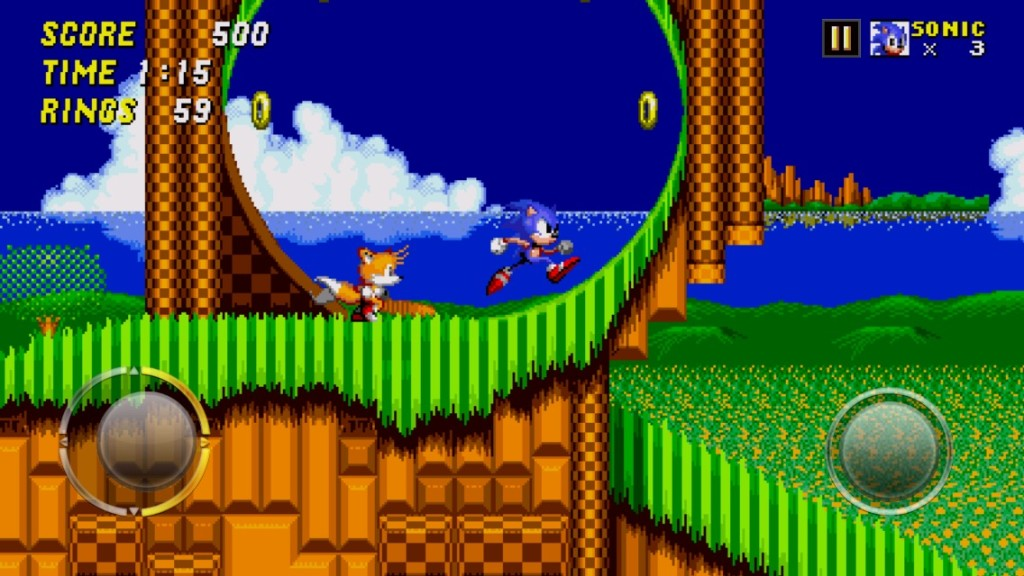 SCORE 500
TIME 1:15
RINGS 59
SONIC
× 3